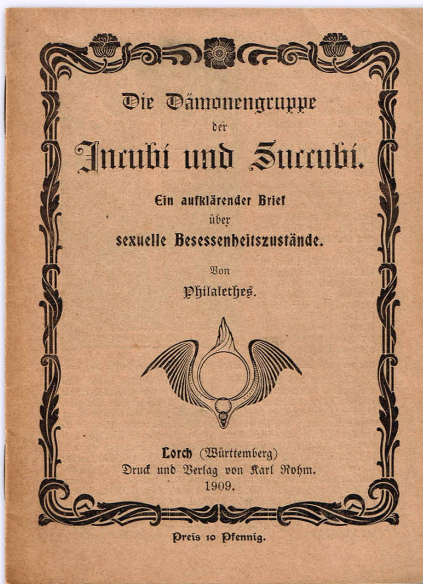 Die Dämonengruppe
der
Incubi und Succubi.
Ein aufklärender Brief
über
sexuelle Besessenheitszustände.
Von
Philalethes.
Lorch (Württemberg)
Druck und Verlag von Karl Rohm.
1909.
Preis 10 Pfennig.